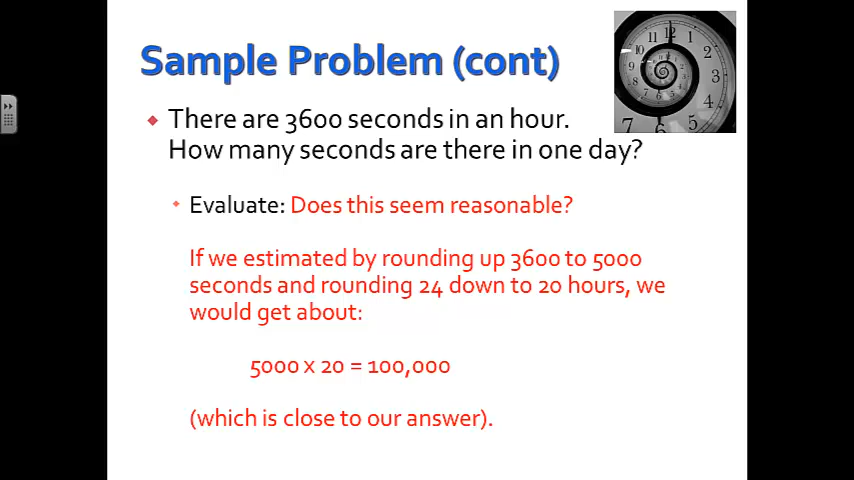 Sample Problem (cont)
There are 3600 seconds in an hour.
How many seconds are there in one day?
Evaluate: Does this seem reasonable?
If we estimated by rounding up 3600 to 5000
seconds and rounding 24 down to 20 hours, we
would get about:
5000 x 20 = 100,000
(which is close to our answer).